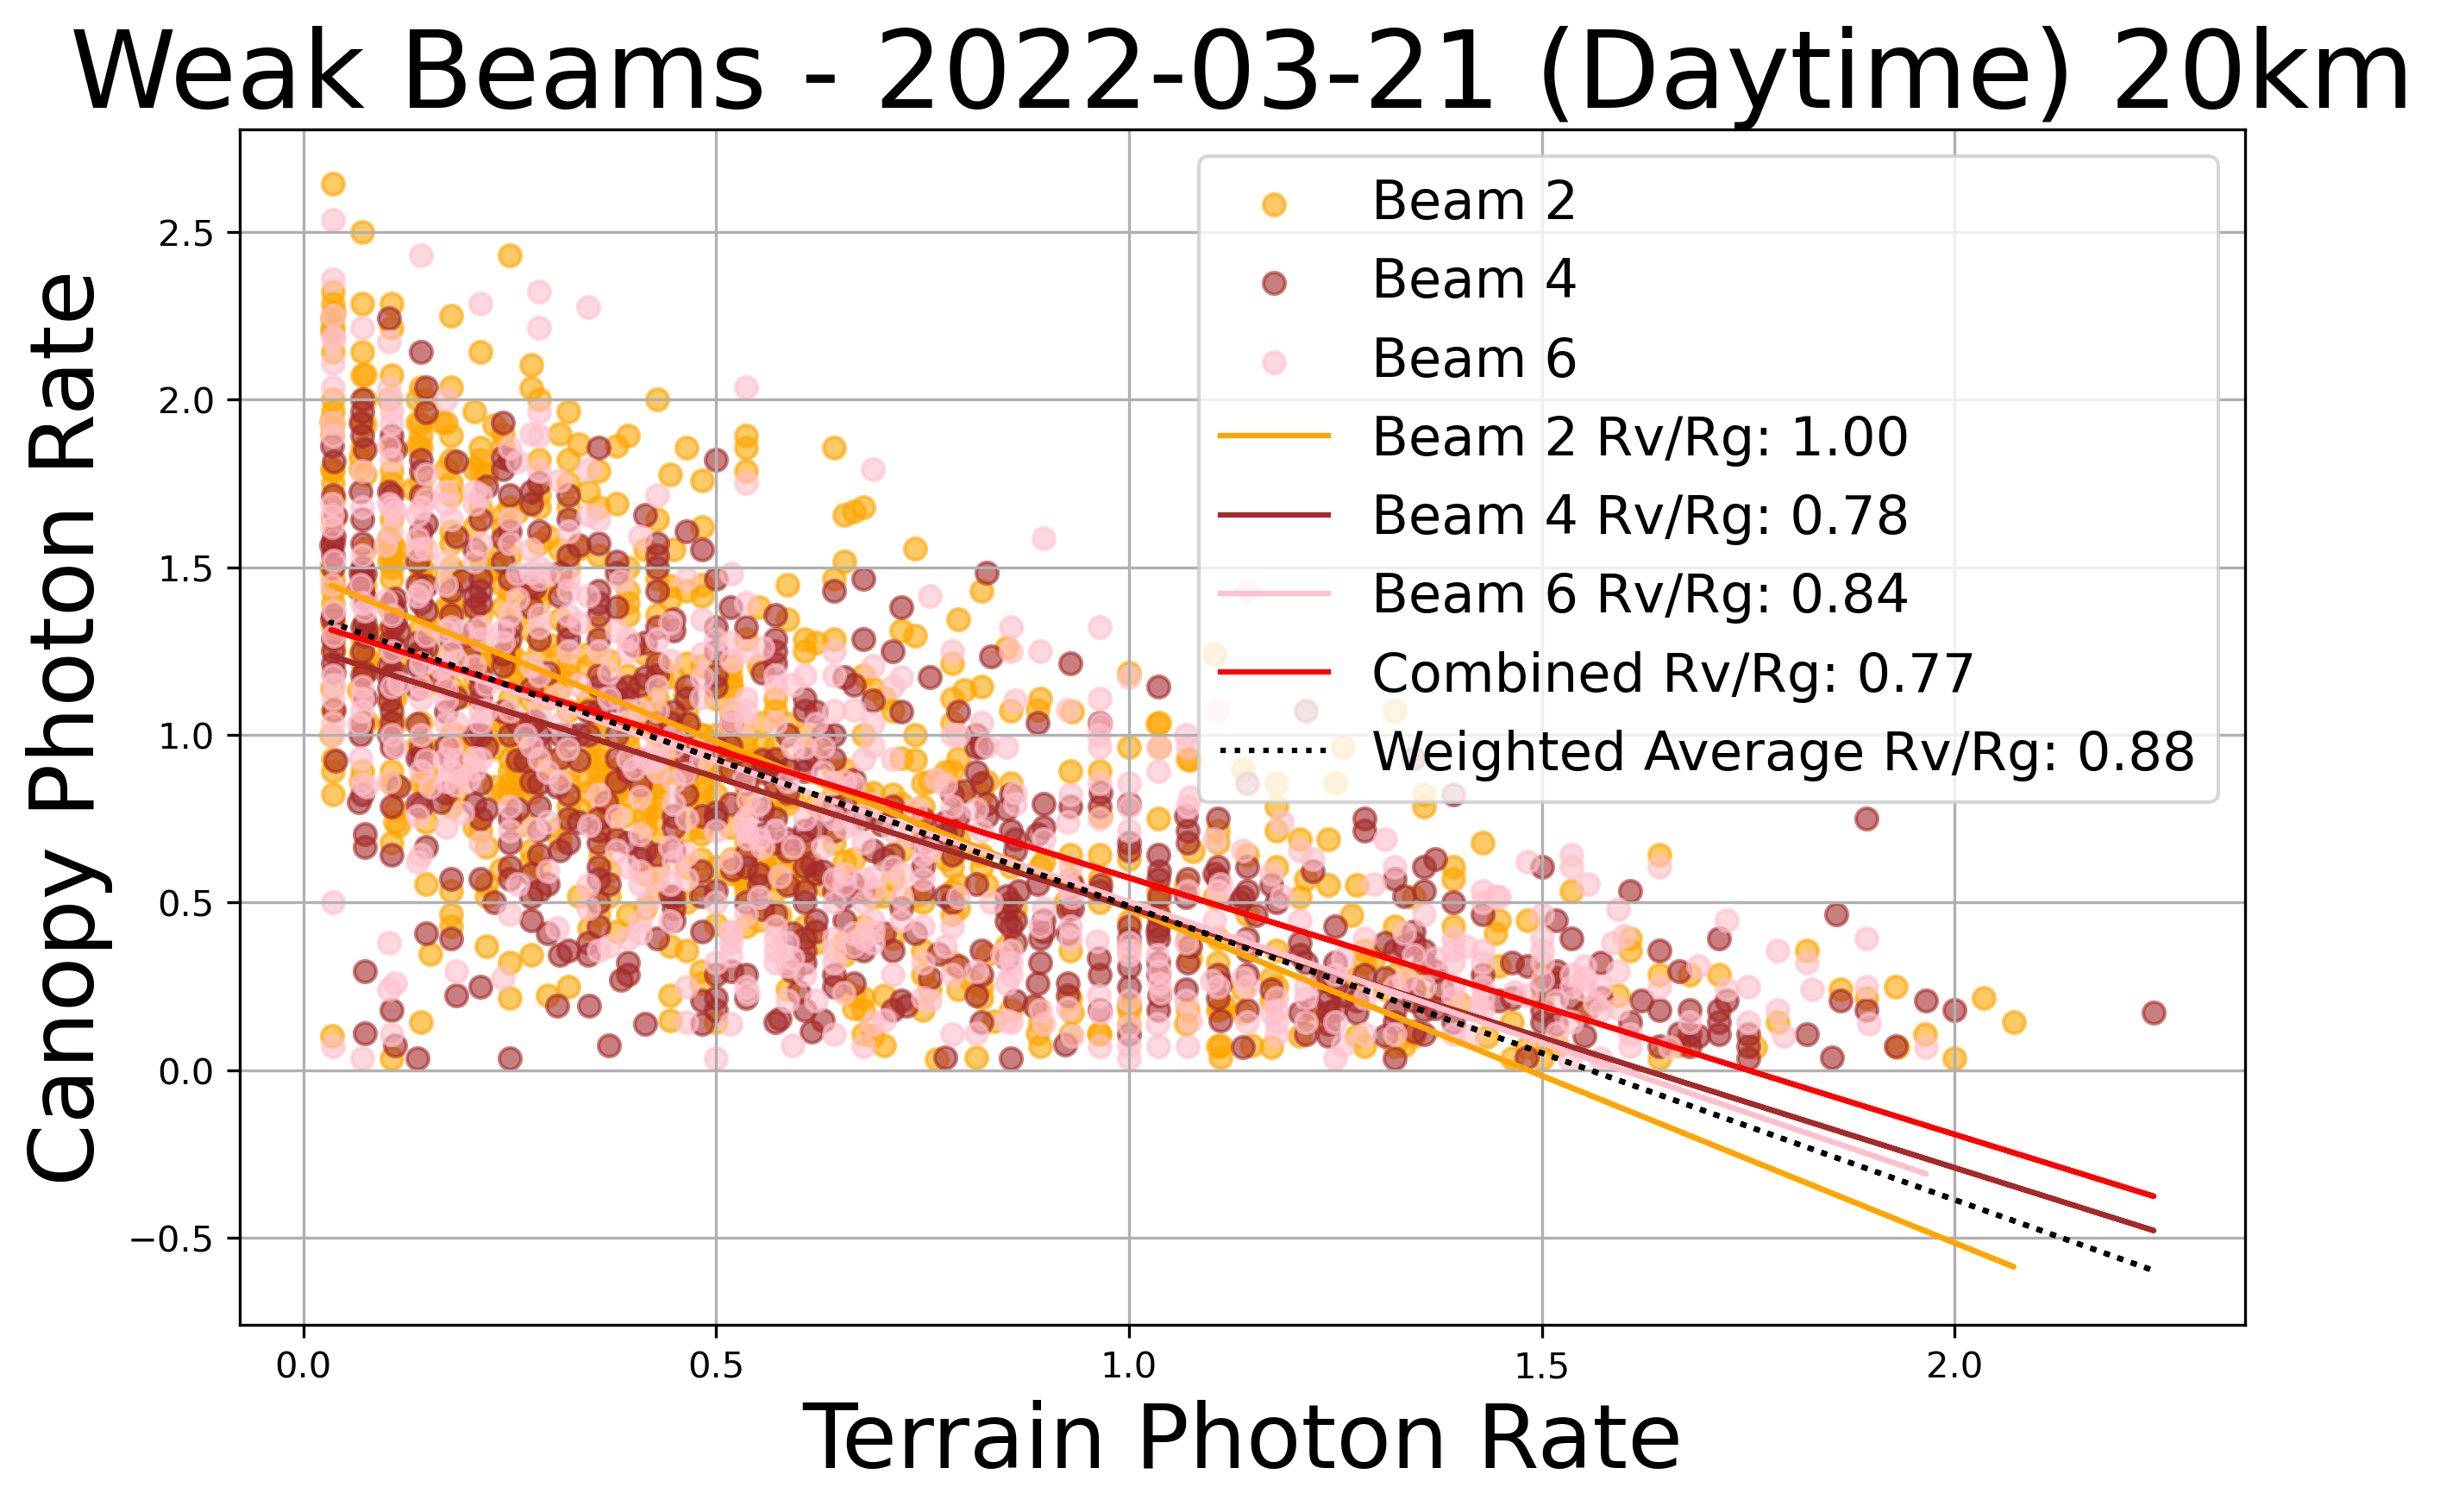 Weak Beams - 2022-03-21 (Daytime) 20km
Canopy Photon Rate
2.5
2.0
1.5
1.0
0.5
0.0
−0.5
Beam 2
Beam 4
Beam 6
Beam 2 Rv/Rg: 1.00
Beam 4 Rv/Rg: 0.78
Beam 6 Rv/Rg: 0.84
Combined Rv/Rg: 0.77
Weighted Average Rv/Rg: 0.88
0.0 0.5 1.0 1.5 2.0
Terrain Photon Rate